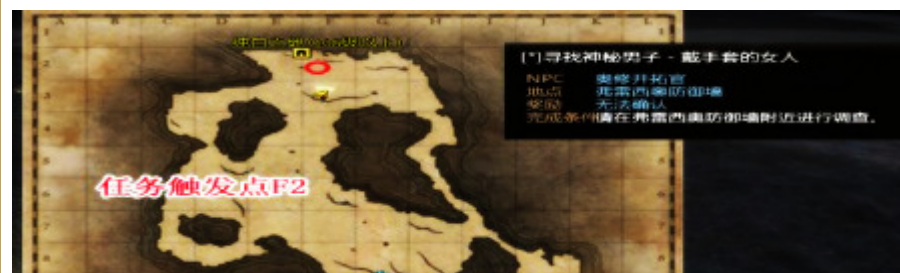 A B C D E F G H I J K L
[*]寻找神秘男子 - 戴手套的女人
NPC 奥修开拓官
地点 弗雷西奥防御墙
奖励 无法确认
完成条件 请在弗雷西奥防御墙附近进行调查。
任务触发点F2